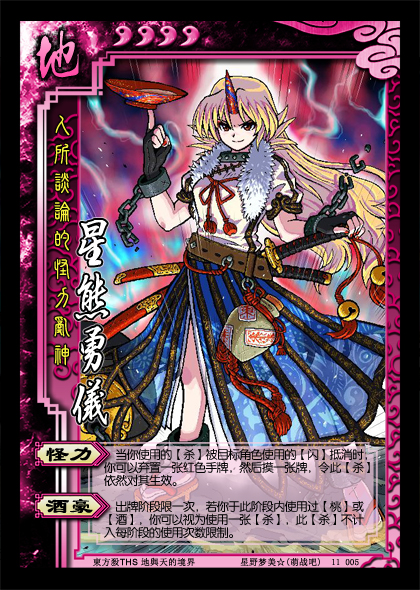 地
人所談論的怪力亂神
星熊勇儀
怪力
当你使用的【杀】被目标角色使用的【闪】抵消时,
你可以弃置一张红色手牌，然后摸一张牌，令此【杀】
依然对其生效。
酒豪
出牌阶段限一次，若你于此阶段内使用过【桃】或
【酒】，你可以视为使用一张【杀】，此【杀】不计
入每阶段的使用次数限制。
東方殺THS 地與天的境界 星野梦美☆(萌战吧) 11 005